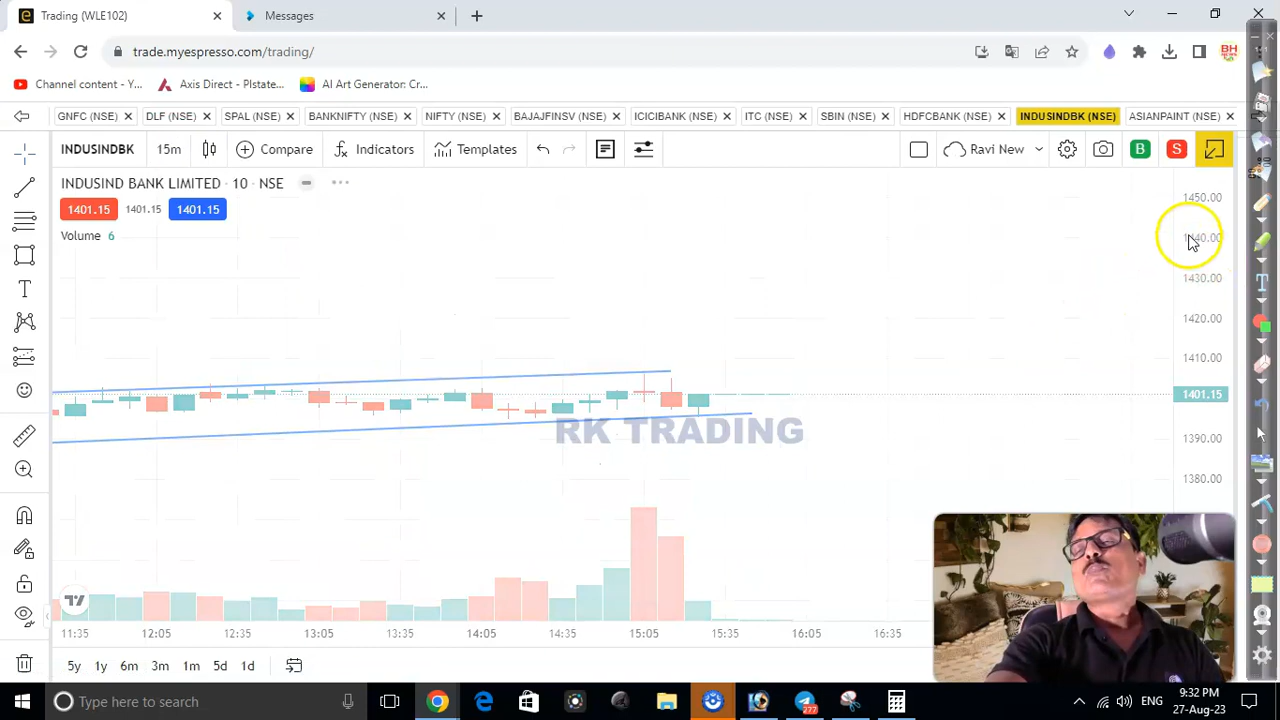 Trading (WLE102)
Messages
trade.myespresso.com/trading/
Channel content - Y...
Axis Direct - PIstate...
AI Art Generator: Cr...
GNFC (NSE)
DLF (NSE)
SPAL (NSE)
BANKNIFTY (NSE)
NIFTY (NSE)
BAJAJFINSV (NSE)
ICICIBANK (NSE)
ITC (NSE)
SBIN (NSE)
HDFCBANK (NSE)
INDUSINDBK (NSE)
ASIANPAINT (NSE)
INDUSINDBK
15m
Compare
Indicators
Templates
Ravi New
B
S
INDUSIND BANK LIMITED · 10 · NSE
1401.15
1401.15
1401.15
Volume 6
1450.00
1440.00
1430.00
1420.00
1410.00
1401.15
1390.00
1380.00
RK TRADING
11:35
12:05
12:35
13:05
13:35
14:05
14:35
15:05
15:35
16:05
16:35
5y
1y
6m
3m
1m
5d
1d
Type here to search
277
ENG
9:32 PM
27-Aug-23